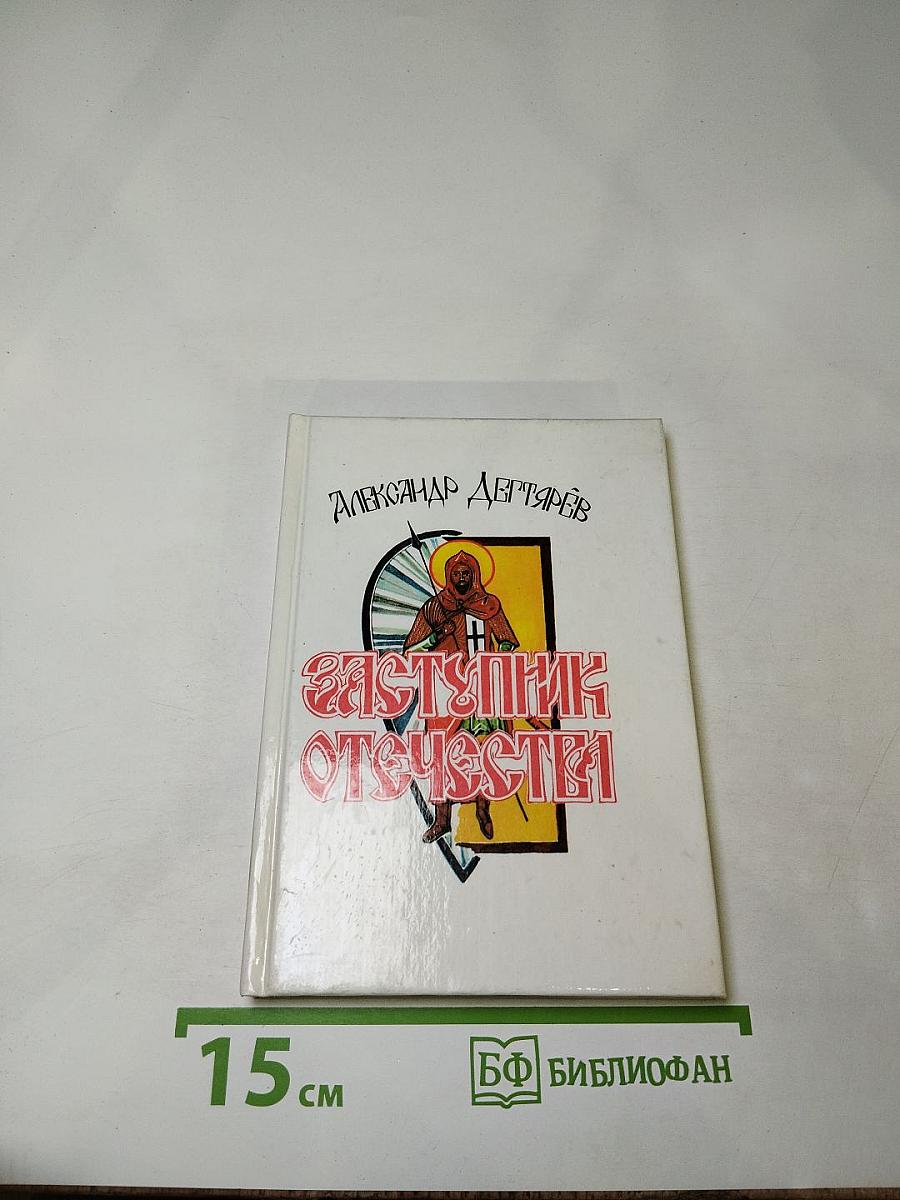 Александр Дегтярёв
ЗАСТУПНИК
ОТЕЧЕСТВА
15 см
БФ БИБЛИОФАН